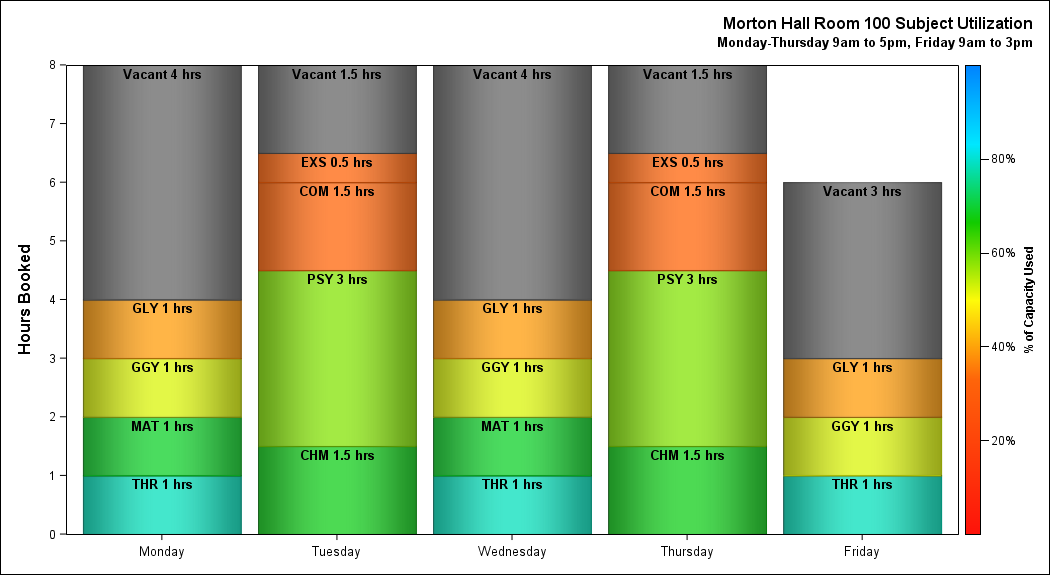 Morton Hall Room 100 Subject Utilization
Monday-Thursday 9am to 5pm, Friday 9am to 3pm
Hours Booked
8
7
6
5
4
3
2
1
0
Vacant 4 hrs
GLY 1 hrs
GGY 1 hrs
MAT 1 hrs
THR 1 hrs
Monday
Vacant 1.5 hrs
EXS 0.5 hrs
COM 1.5 hrs
PSY 3 hrs
CHM 1.5 hrs
Tuesday
Vacant 4 hrs
GLY 1 hrs
GGY 1 hrs
MAT 1 hrs
THR 1 hrs
Wednesday
Vacant 1.5 hrs
EXS 0.5 hrs
COM 1.5 hrs
PSY 3 hrs
CHM 1.5 hrs
Thursday
Vacant 3 hrs
GLY 1 hrs
GGY 1 hrs
THR 1 hrs
Friday
80%
60%
40%
20%
% of Capacity Used